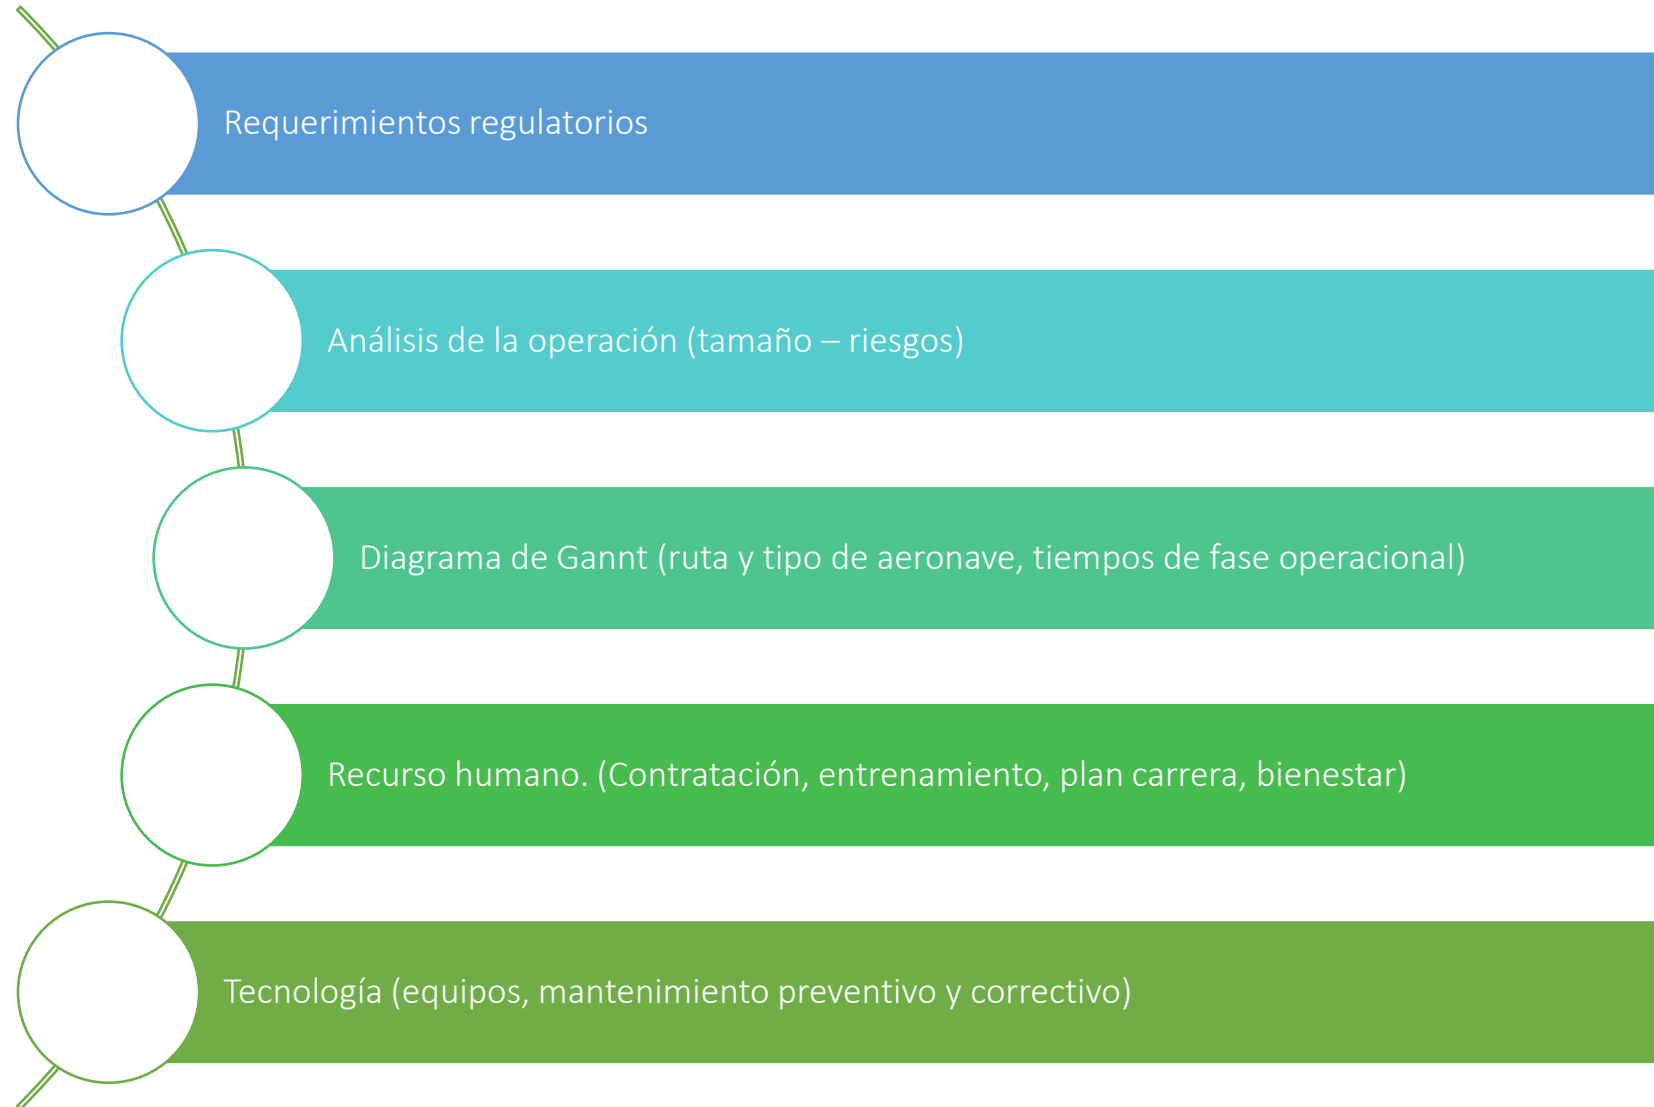 Requerimientos regulatorios
Análisis de la operación (tamaño – riesgos)
Diagrama de Gannt (ruta y tipo de aeronave, tiempos de fase operacional)
Recurso humano. (Contratación, entrenamiento, plan carrera, bienestar)
Tecnología (equipos, mantenimiento preventivo y correctivo)